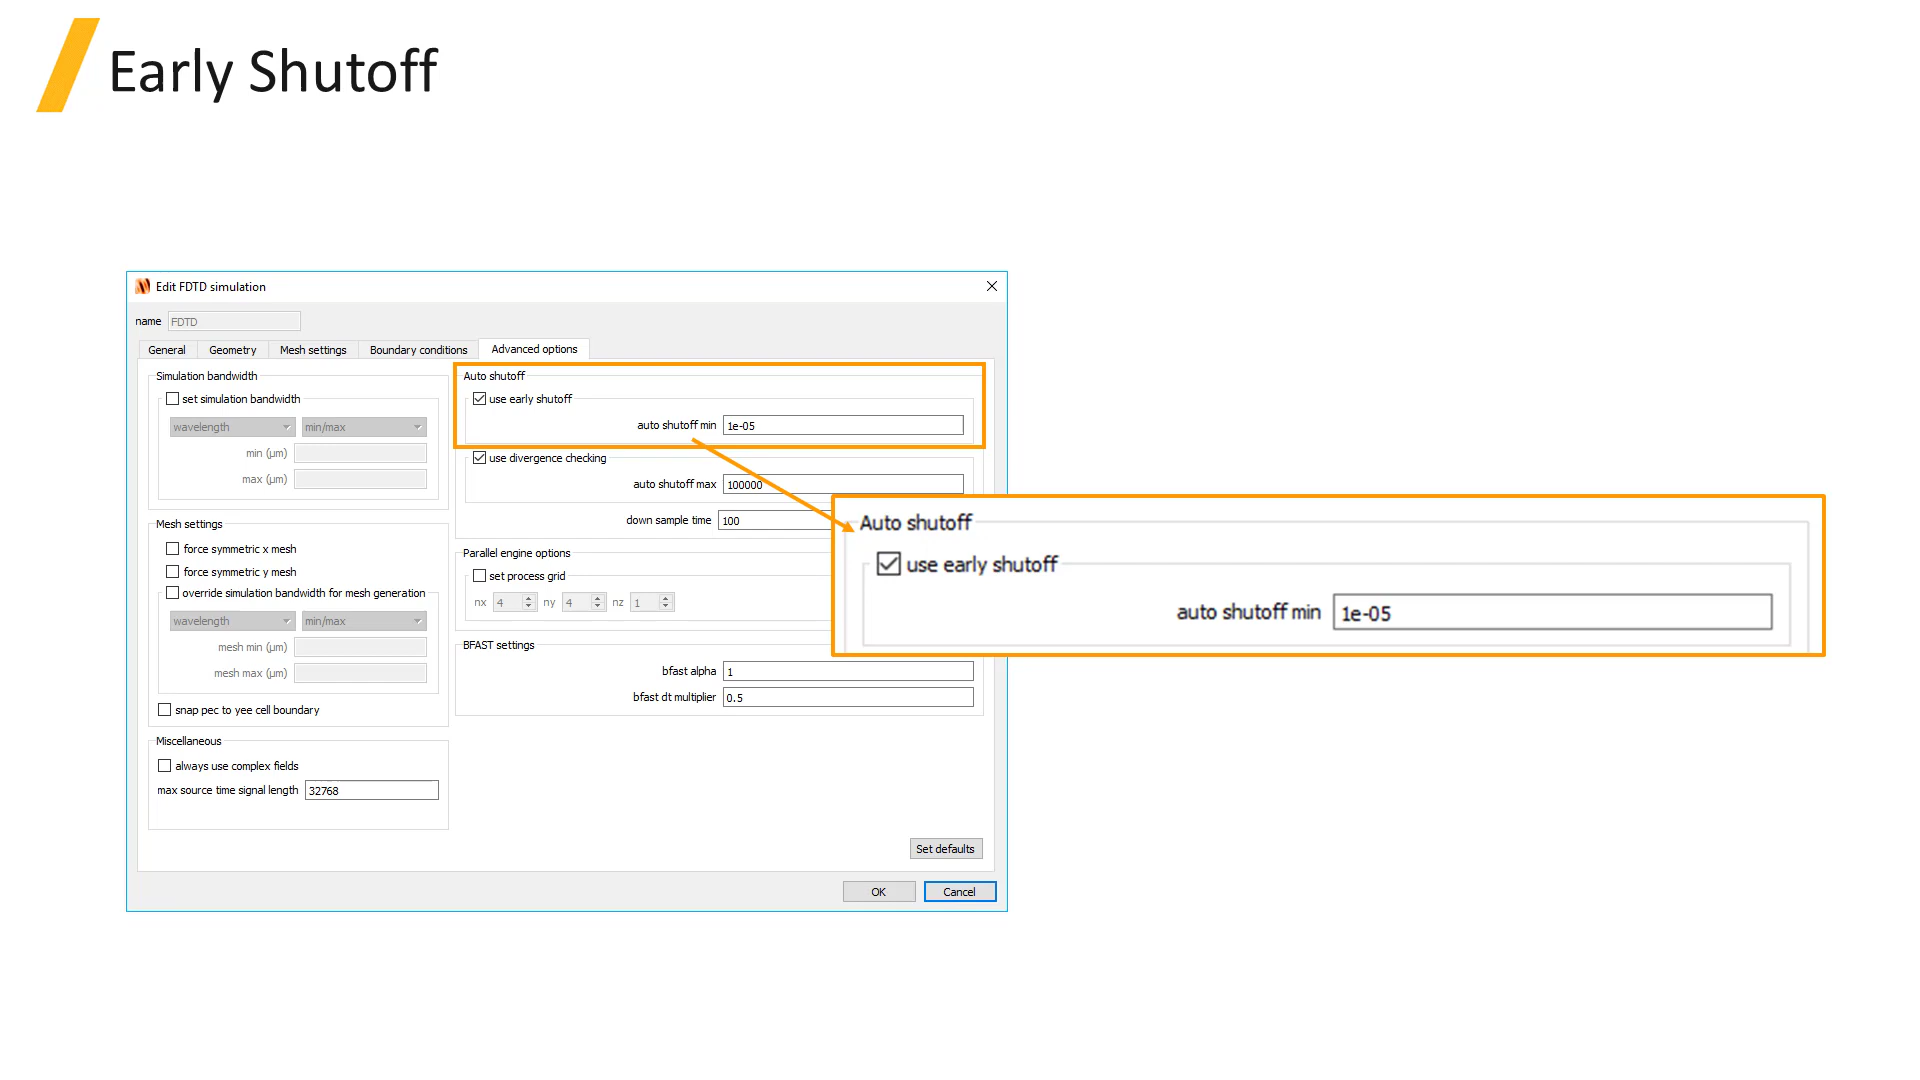 Early Shutoff
Edit FDTD simulation
name FDTD
General Geometry Mesh settings Boundary conditions Advanced options
Simulation bandwidth
set simulation bandwidth
wavelength min/max
min (µm)
max (µm)
Mesh settings
force symmetric x mesh
force symmetric y mesh
override simulation bandwidth for mesh generation
wavelength min/max
mesh min (µm)
mesh max (µm)
snap pec to yee cell boundary
Miscellaneous
always use complex fields
max source time signal length 32768
Auto shutoff
use early shutoff
auto shutoff min 1e-05
use divergence checking
auto shutoff max 100000
down sample time 100
Parallel engine options
set process grid
nx 4 ny 4 nz 1
BFAST settings
bfast alpha 1
bfast dt multiplier 0.5
Set defaults
OK Cancel
Auto shutoff
use early shutoff
auto shutoff min 1e-05